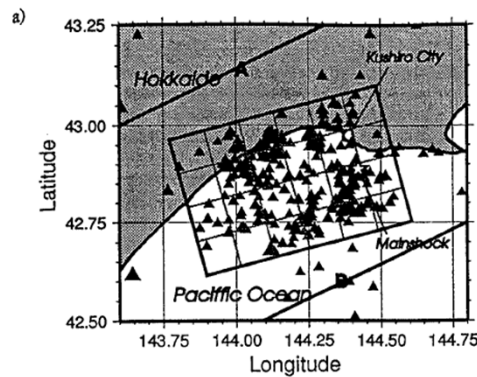 a)
43.25
43.00
42.75
42.50
Latitude
Hokkaido
Kushiro City
Mainshock
Paciffic Ocean
143.75
144.00
144.25
144.50
144.75
Longitude